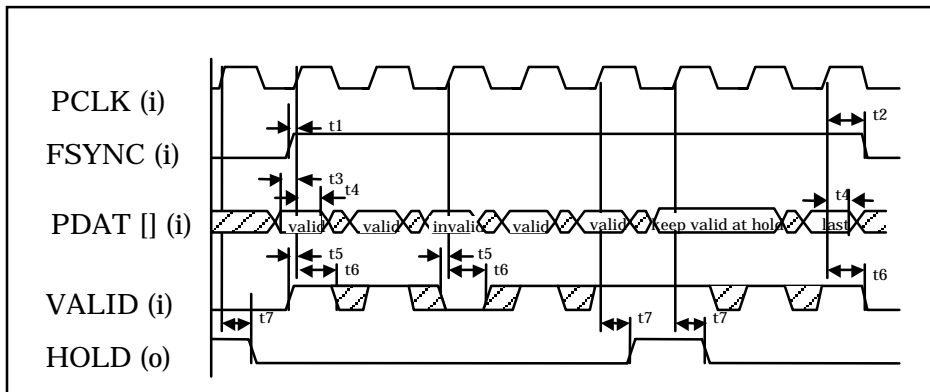 PCLK (i)
t1
t2
FSYNC (i)
t3
t4
t4
PDAT [] (i)
valid
valid
invalid
valid
valid
keep valid at hold
last
t5
t6
t5
t6
t6
VALID (i)
t7
t7
t7
HOLD (o)